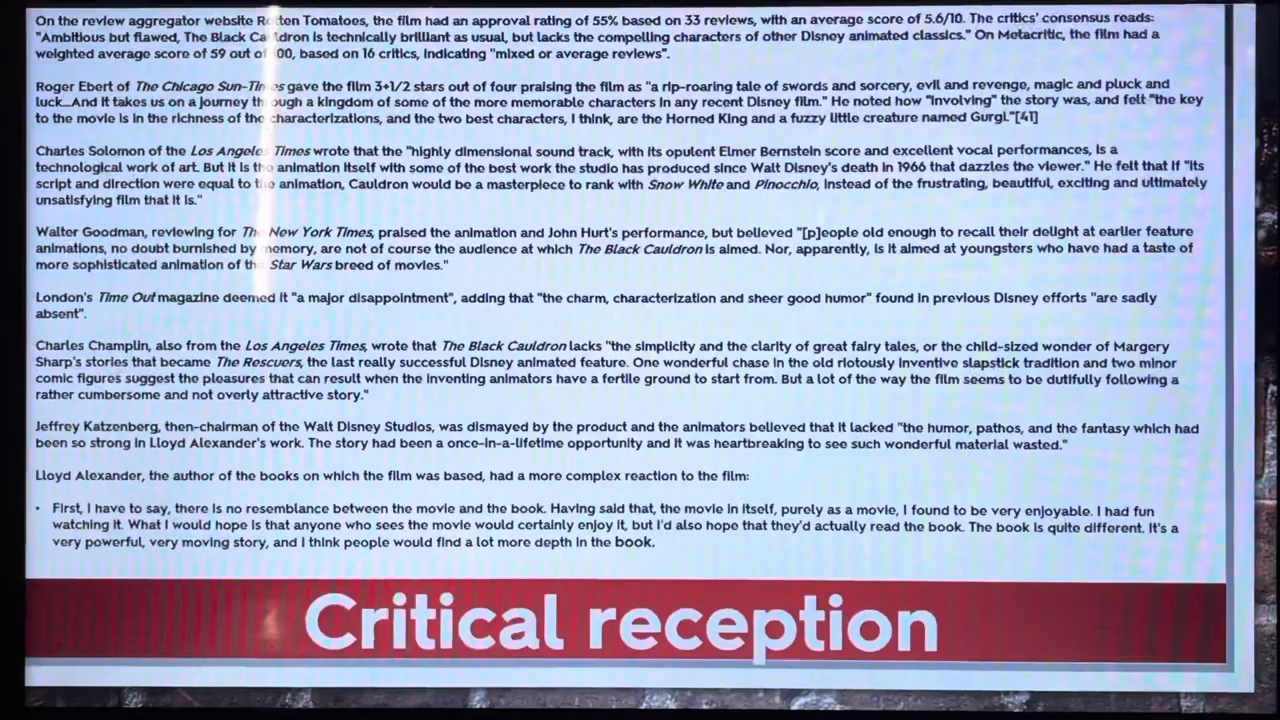 On the review aggregator website Rotten Tomatoes, the film had an approval rating of 55% based on 33 reviews, with an average score of 5.6/10. The critics' consensus reads:
"Ambitious but flawed, The Black Cauldron is technically brilliant as usual, but lacks the compelling characters of other Disney animated classics." On Metacritic, the film had a
weighted average score of 59 out of 100, based on 16 critics, indicating "mixed or average reviews".
Roger Ebert of The Chicago Sun-Times gave the film 3+1/2 stars out of four praising the film as "a rip-roaring tale of swords and sorcery, evil and revenge, magic and pluck and
luck...And it takes us on a journey through a kingdom of some of the more memorable characters in any recent Disney film." He noted how "involving" the story was, and felt "the key
to the movie is in the richness of the characterizations, and the two best characters, I think, are the Horned King and a fuzzy little creature named Gurgi."[41]
Charles Solomon of the Los Angeles Times wrote that the "highly dimensional sound track, with its opulent Elmer Bernstein score and excellent vocal performances, is a
technological work of art. But it is the animation itself with some of the best work the studio has produced since Walt Disney's death in 1966 that dazzles the viewer." He felt that if "its
script and direction were equal to the animation, Cauldron would be a masterpiece to rank with Snow White and Pinocchio, instead of the frustrating, beautiful, exciting and ultimately
unsatisfying film that it is."
Walter Goodman, reviewing for The New York Times, praised the animation and John Hurt's performance, but believed "[p]eople old enough to recall their delight at earlier feature
animations, no doubt burnished by memory, are not of course the audience at which The Black Cauldron is aimed. Nor, apparently, is it aimed at youngsters who have had a taste of
more sophisticated animation of the Star Wars breed of movies."
London's Time Out magazine deemed it "a major disappointment", adding that "the charm, characterization and sheer good humor" found in previous Disney efforts "are sadly
absent".
Charles Champlin, also from the Los Angeles Times, wrote that The Black Cauldron lacks "the simplicity and the clarity of great fairy tales, or the child-sized wonder of Margery
Sharp's stories that became The Rescuers, the last really successful Disney animated feature. One wonderful chase in the old riotously inventive slapstick tradition and two minor
comic figures suggest the pleasures that can result when the inventing animators have a fertile ground to start from. But a lot of the way the film seems to be dutifully following a
rather cumbersome and not overly attractive story."
Jeffrey Katzenberg, then-chairman of the Walt Disney Studios, was dismayed by the product and the animators believed that it lacked "the humor, pathos, and the fantasy which had
been so strong in Lloyd Alexander's work. The story had been a once-in-a-lifetime opportunity and it was heartbreaking to see such wonderful material wasted."
Lloyd Alexander, the author of the books on which the film was based, had a more complex reaction to the film:
• First, I have to say, there is no resemblance between the movie and the book. Having said that, the movie in itself, purely as a movie, I found to be very enjoyable. I had fun
watching it. What I would hope is that anyone who sees the movie would certainly enjoy it, but I'd also hope that they'd actually read the book. The book is quite different. It's a
very powerful, very moving story, and I think people would find a lot more depth in the book.
Critical reception